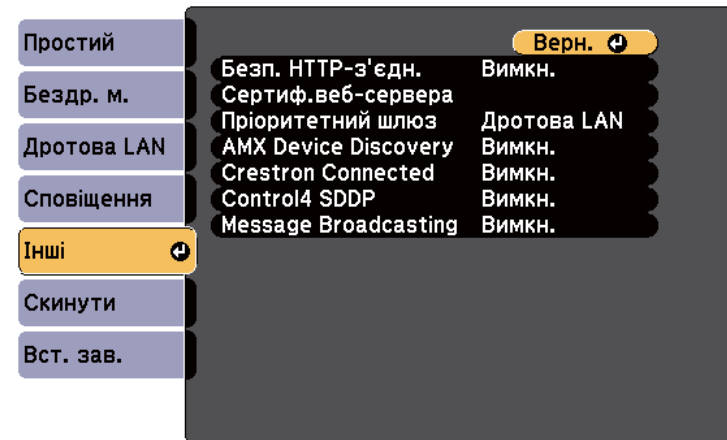 Простий
Бездр. м.
Дротова LAN
Сповіщення
Інші
Скинути
Вст. зав.
Верн.
Безп. HTTP-з'єдн. Вимкн.
Сертиф.веб-сервера
Пріоритетний шлюз Дротова LAN
AMX Device Discovery Вимкн.
Crestron Connected Вимкн.
Control4 SDDP Вимкн.
Message Broadcasting Вимкн.